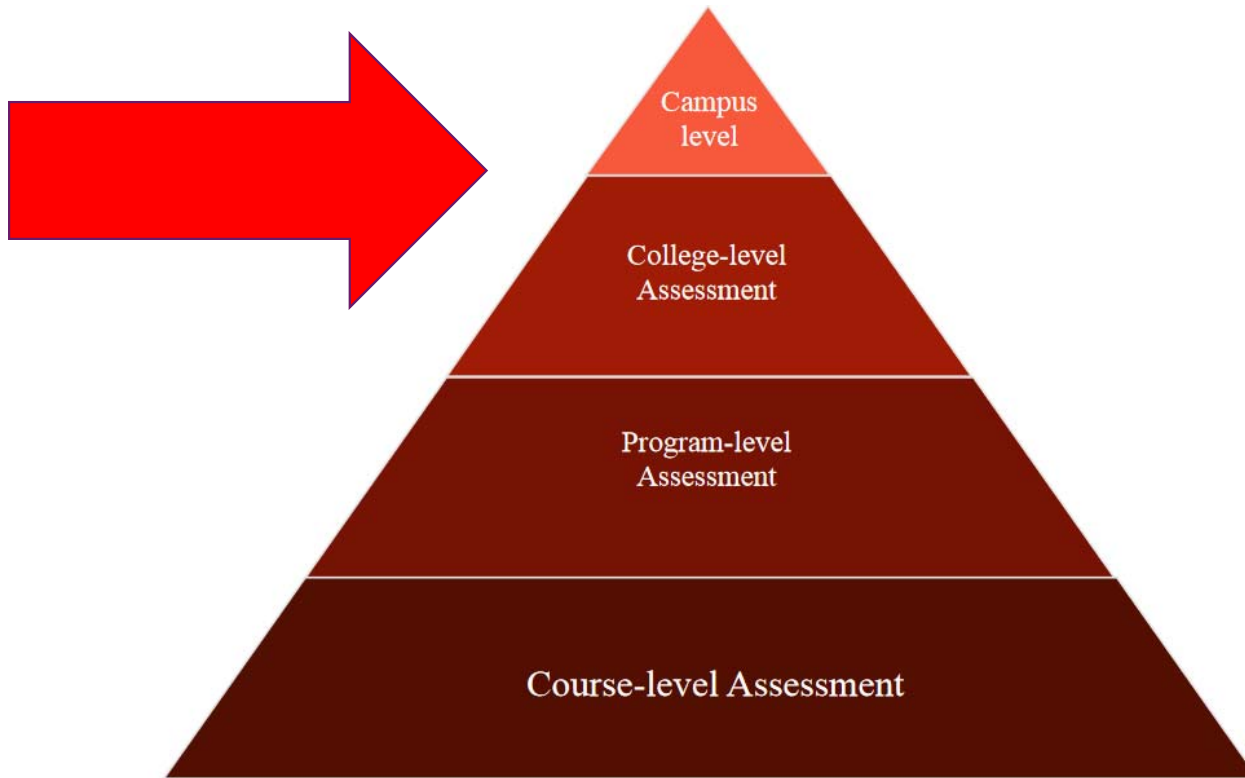 Campus
level
College-level
Assessment
Program-level
Assessment
Course-level Assessment